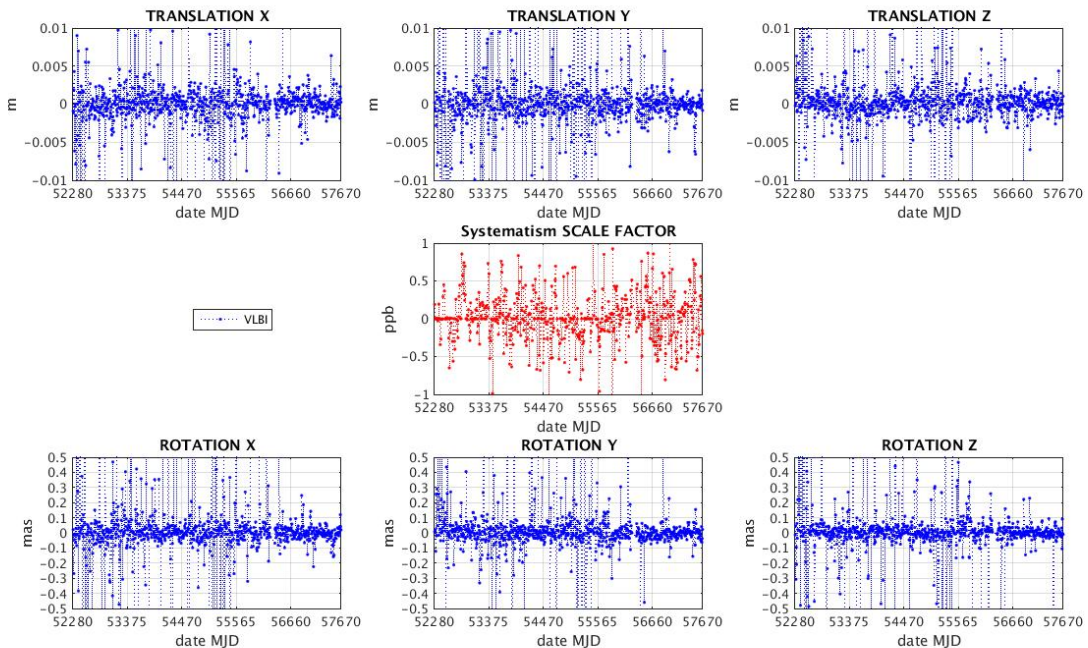 TRANSLATION X
0.01
0.005
0
-0.005
-0.01
m
52280 53375 54470 55565 56660 57670
date MJD
TRANSLATION Y
0.01
0.005
0
-0.005
-0.01
m
52280 53375 54470 55565 56660 57670
date MJD
TRANSLATION Z
0.01
0.005
0
-0.005
-0.01
m
52280 53375 54470 55565 56660 57670
date MJD
VLBI
Systematism SCALE FACTOR
1
0.5
0
-0.5
-1
ppb
52280 53375 54470 55565 56660 57670
date MJD
ROTATION X
0.5
0.4
0.3
0.2
0.1
0
-0.1
-0.2
-0.3
-0.4
-0.5
mas
52280 53375 54470 55565 56660 57670
date MJD
ROTATION Y
0.5
0.4
0.3
0.2
0.1
0
-0.1
-0.2
-0.3
-0.4
-0.5
mas
52280 53375 54470 55565 56660 57670
date MJD
ROTATION Z
0.5
0.4
0.3
0.2
0.1
0
-0.1
-0.2
-0.3
-0.4
-0.5
mas
52280 53375 54470 55565 56660 57670
date MJD